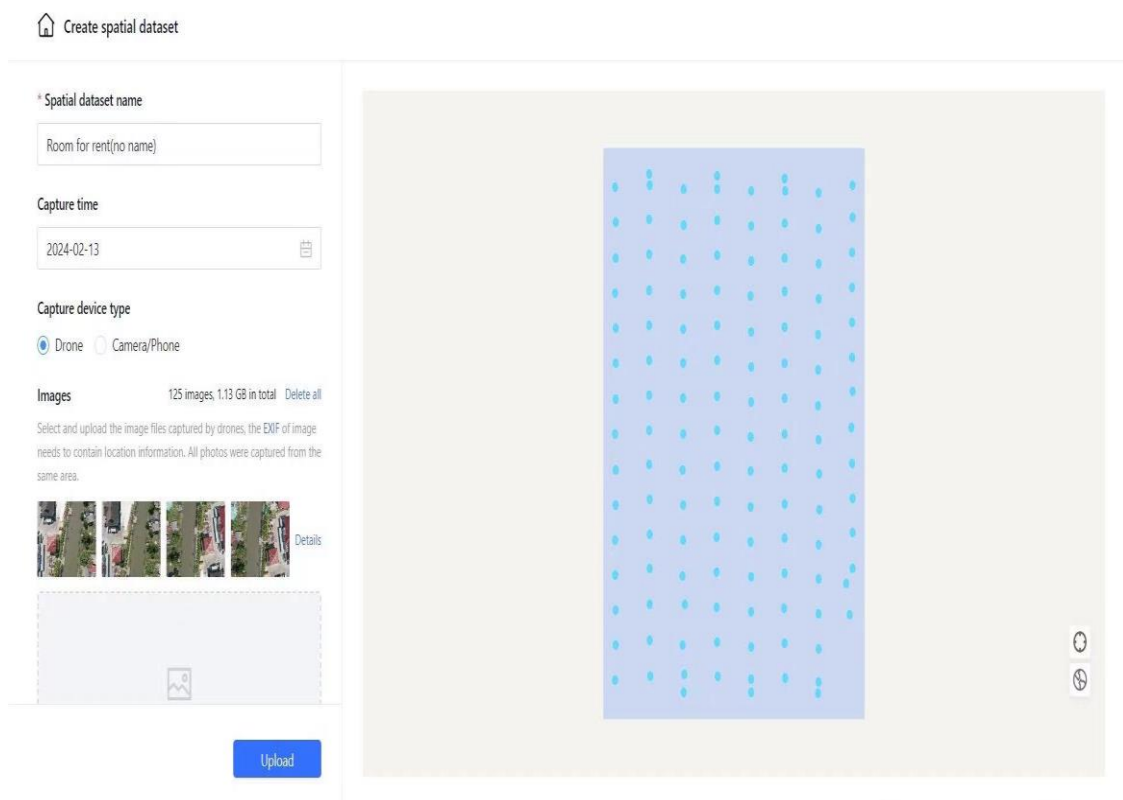 Create spatial dataset
* Spatial dataset name
Room for rent(no name)
Capture time
2024-02-13
Capture device type
Drone
Camera/Phone
Images 125 images, 1.13 GB in total Delete all
Select and upload the image files captured by drones, the EXIF of image
needs to contain location information. All photos were captured from the
same area.
Details
Upload